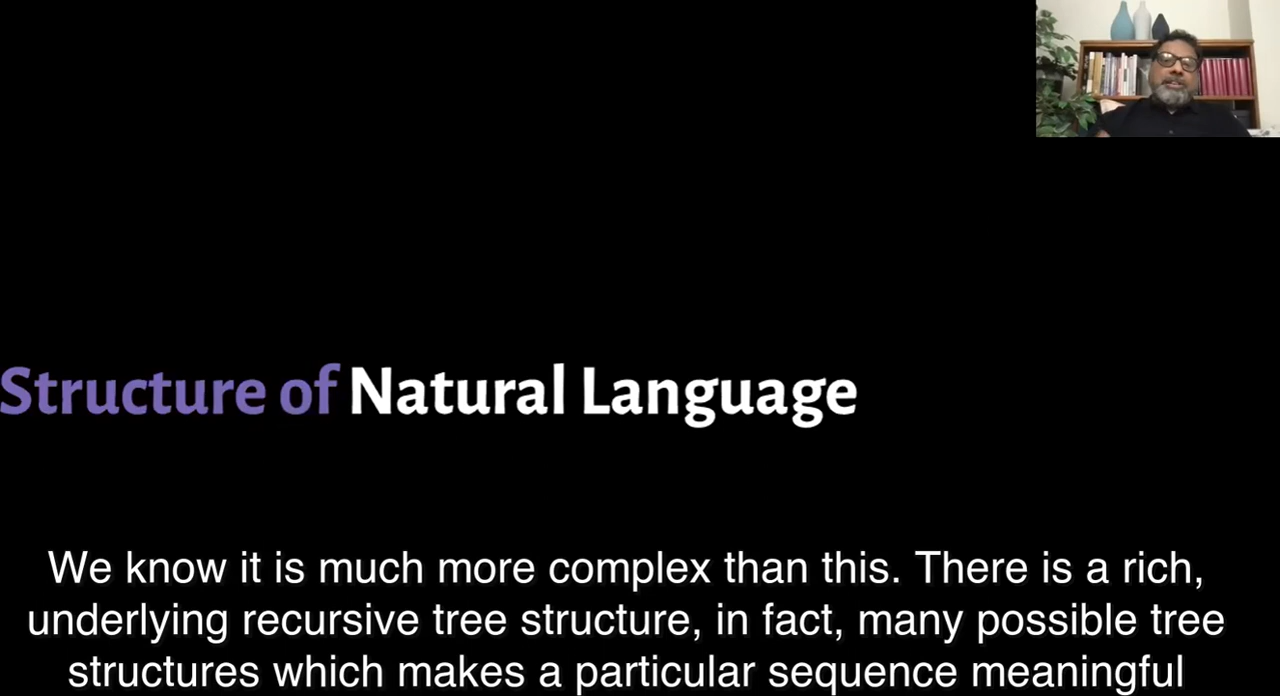 Structure of Natural Language
We know it is much more complex than this. There is a rich,
underlying recursive tree structure, in fact, many possible tree
structures which makes a particular sequence meaningful